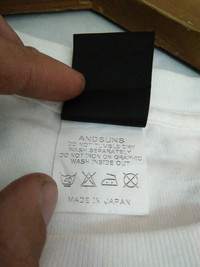 ANDSUNS
DO NOT TUMBLE DRY
WASH SEPARATELY
DO NOT IRON ON GRAPHIC
WASH INSIDE OUT
MADE IN JAPAN